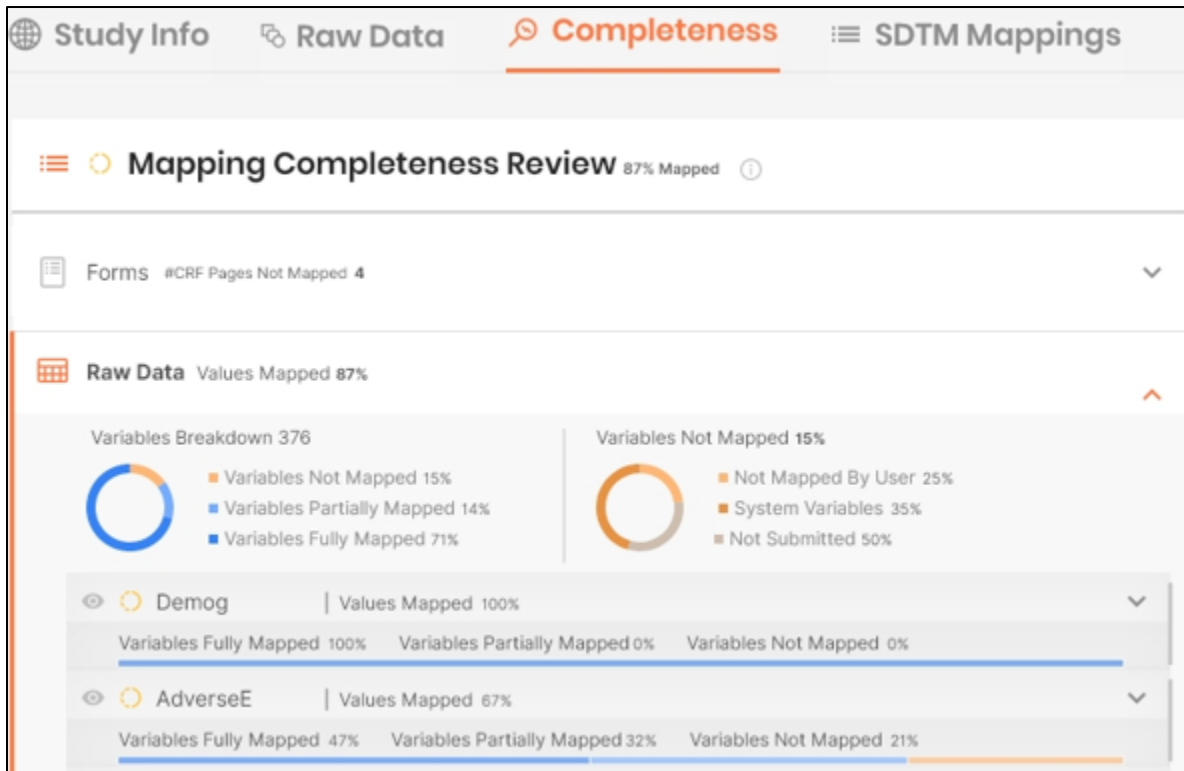 Study Info Raw Data Completeness SDTM Mappings
Mapping Completeness Review 87% Mapped
Forms #CRF Pages Not Mapped 4
Raw Data Values Mapped 87%
Variables Breakdown 376
Variables Not Mapped 15%
Variables Partially Mapped 14%
Variables Fully Mapped 71%
Variables Not Mapped 15%
Not Mapped By User 25%
System Variables 35%
Not Submitted 50%
Demog | Values Mapped 100%
Variables Fully Mapped 100% Variables Partially Mapped 0% Variables Not Mapped 0%
AdverseE | Values Mapped 67%
Variables Fully Mapped 47% Variables Partially Mapped 32% Variables Not Mapped 21%